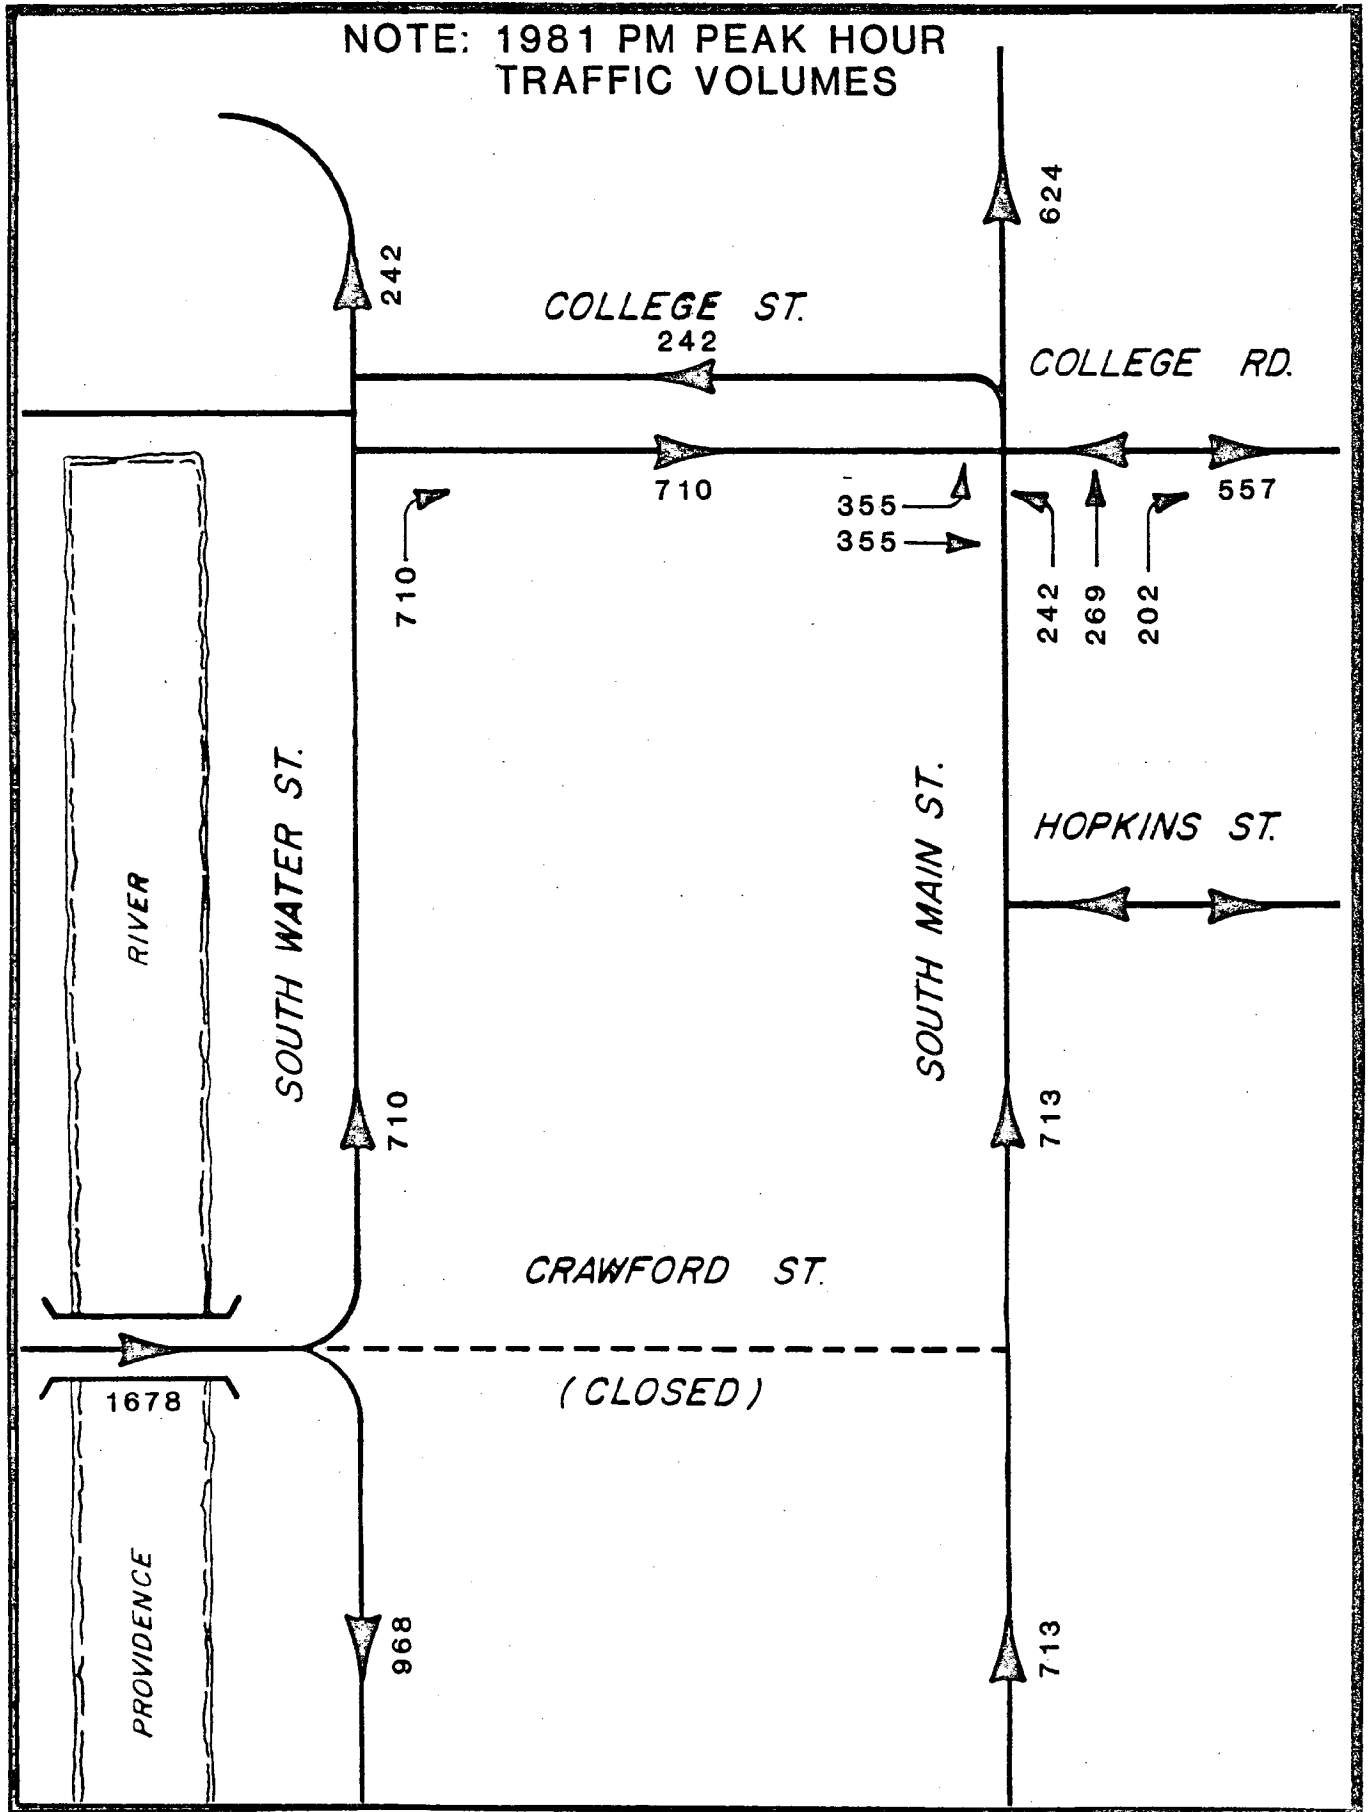 NOTE: 1981 PM PEAK HOUR
TRAFFIC VOLUMES
624
242
COLLEGE ST.
242
COLLEGE RD.
710
557
355
355
710
242
269
202
SOUTH WATER ST.
SOUTH MAIN ST.
HOPKINS ST.
RIVER
710
713
CRAWFORD ST.
(CLOSED)
1678
PROVIDENCE
968
713